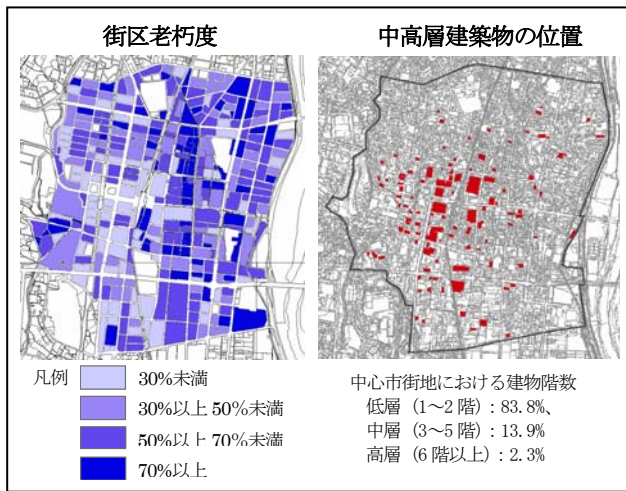 街区老朽度
中高層建築物の位置
凡例
30%未満
30%以上 50%未満
50%以上 70%未満
70%以上
中心市街地における建物階数
低層（1～2 階）: 83.8%、
中層（3～5 階）: 13.9%
高層（6 階以上）: 2.3%